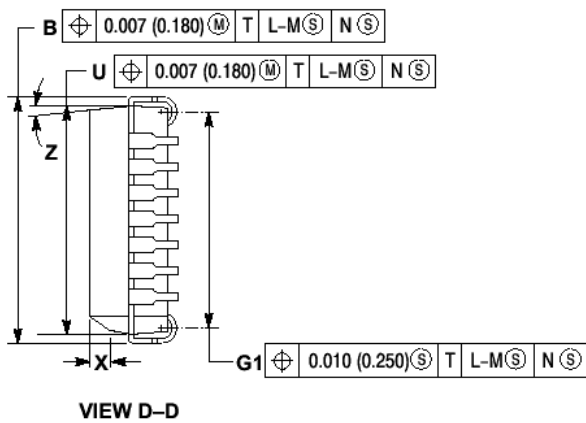 B ⌖ 0.007 (0.180) Ⓜ T L–M Ⓢ N Ⓢ
U ⌖ 0.007 (0.180) Ⓜ T L–M Ⓢ N Ⓢ
Z
X
G1 ⌖ 0.010 (0.250) Ⓢ T L–M Ⓢ N Ⓢ
VIEW D–D